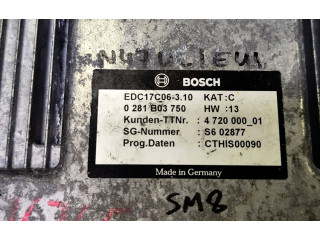 BOSCH
EDC17C06-3.10 KAT:C
0 281 B03 750 HW :13
Kunden-TTNr. : 4 720 000_01
SG-Nummer : S6 02877
Prog.Daten : CTHIS00090
Made in Germany
SM8